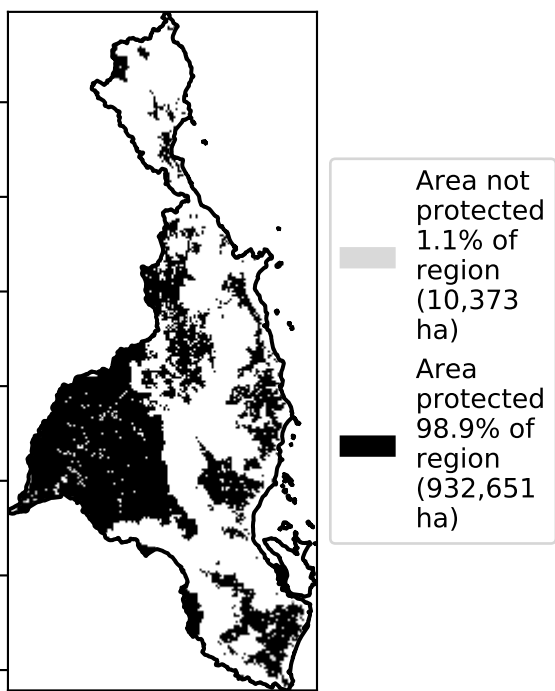 Area not
protected
1.1% of
region
(10,373
ha)
Area
protected
98.9% of
region
(932,651
ha)